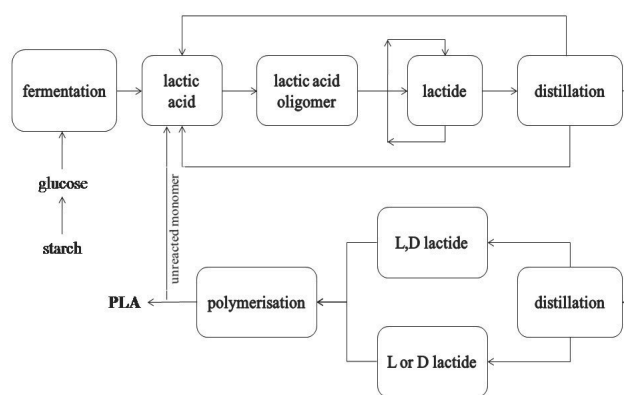 fermentation
lactic
acid
lactic acid
oligomer
lactide
distillation
glucose
starch
unreacted monomer
L,D lactide
PLA
polymerisation
distillation
L or D lactide